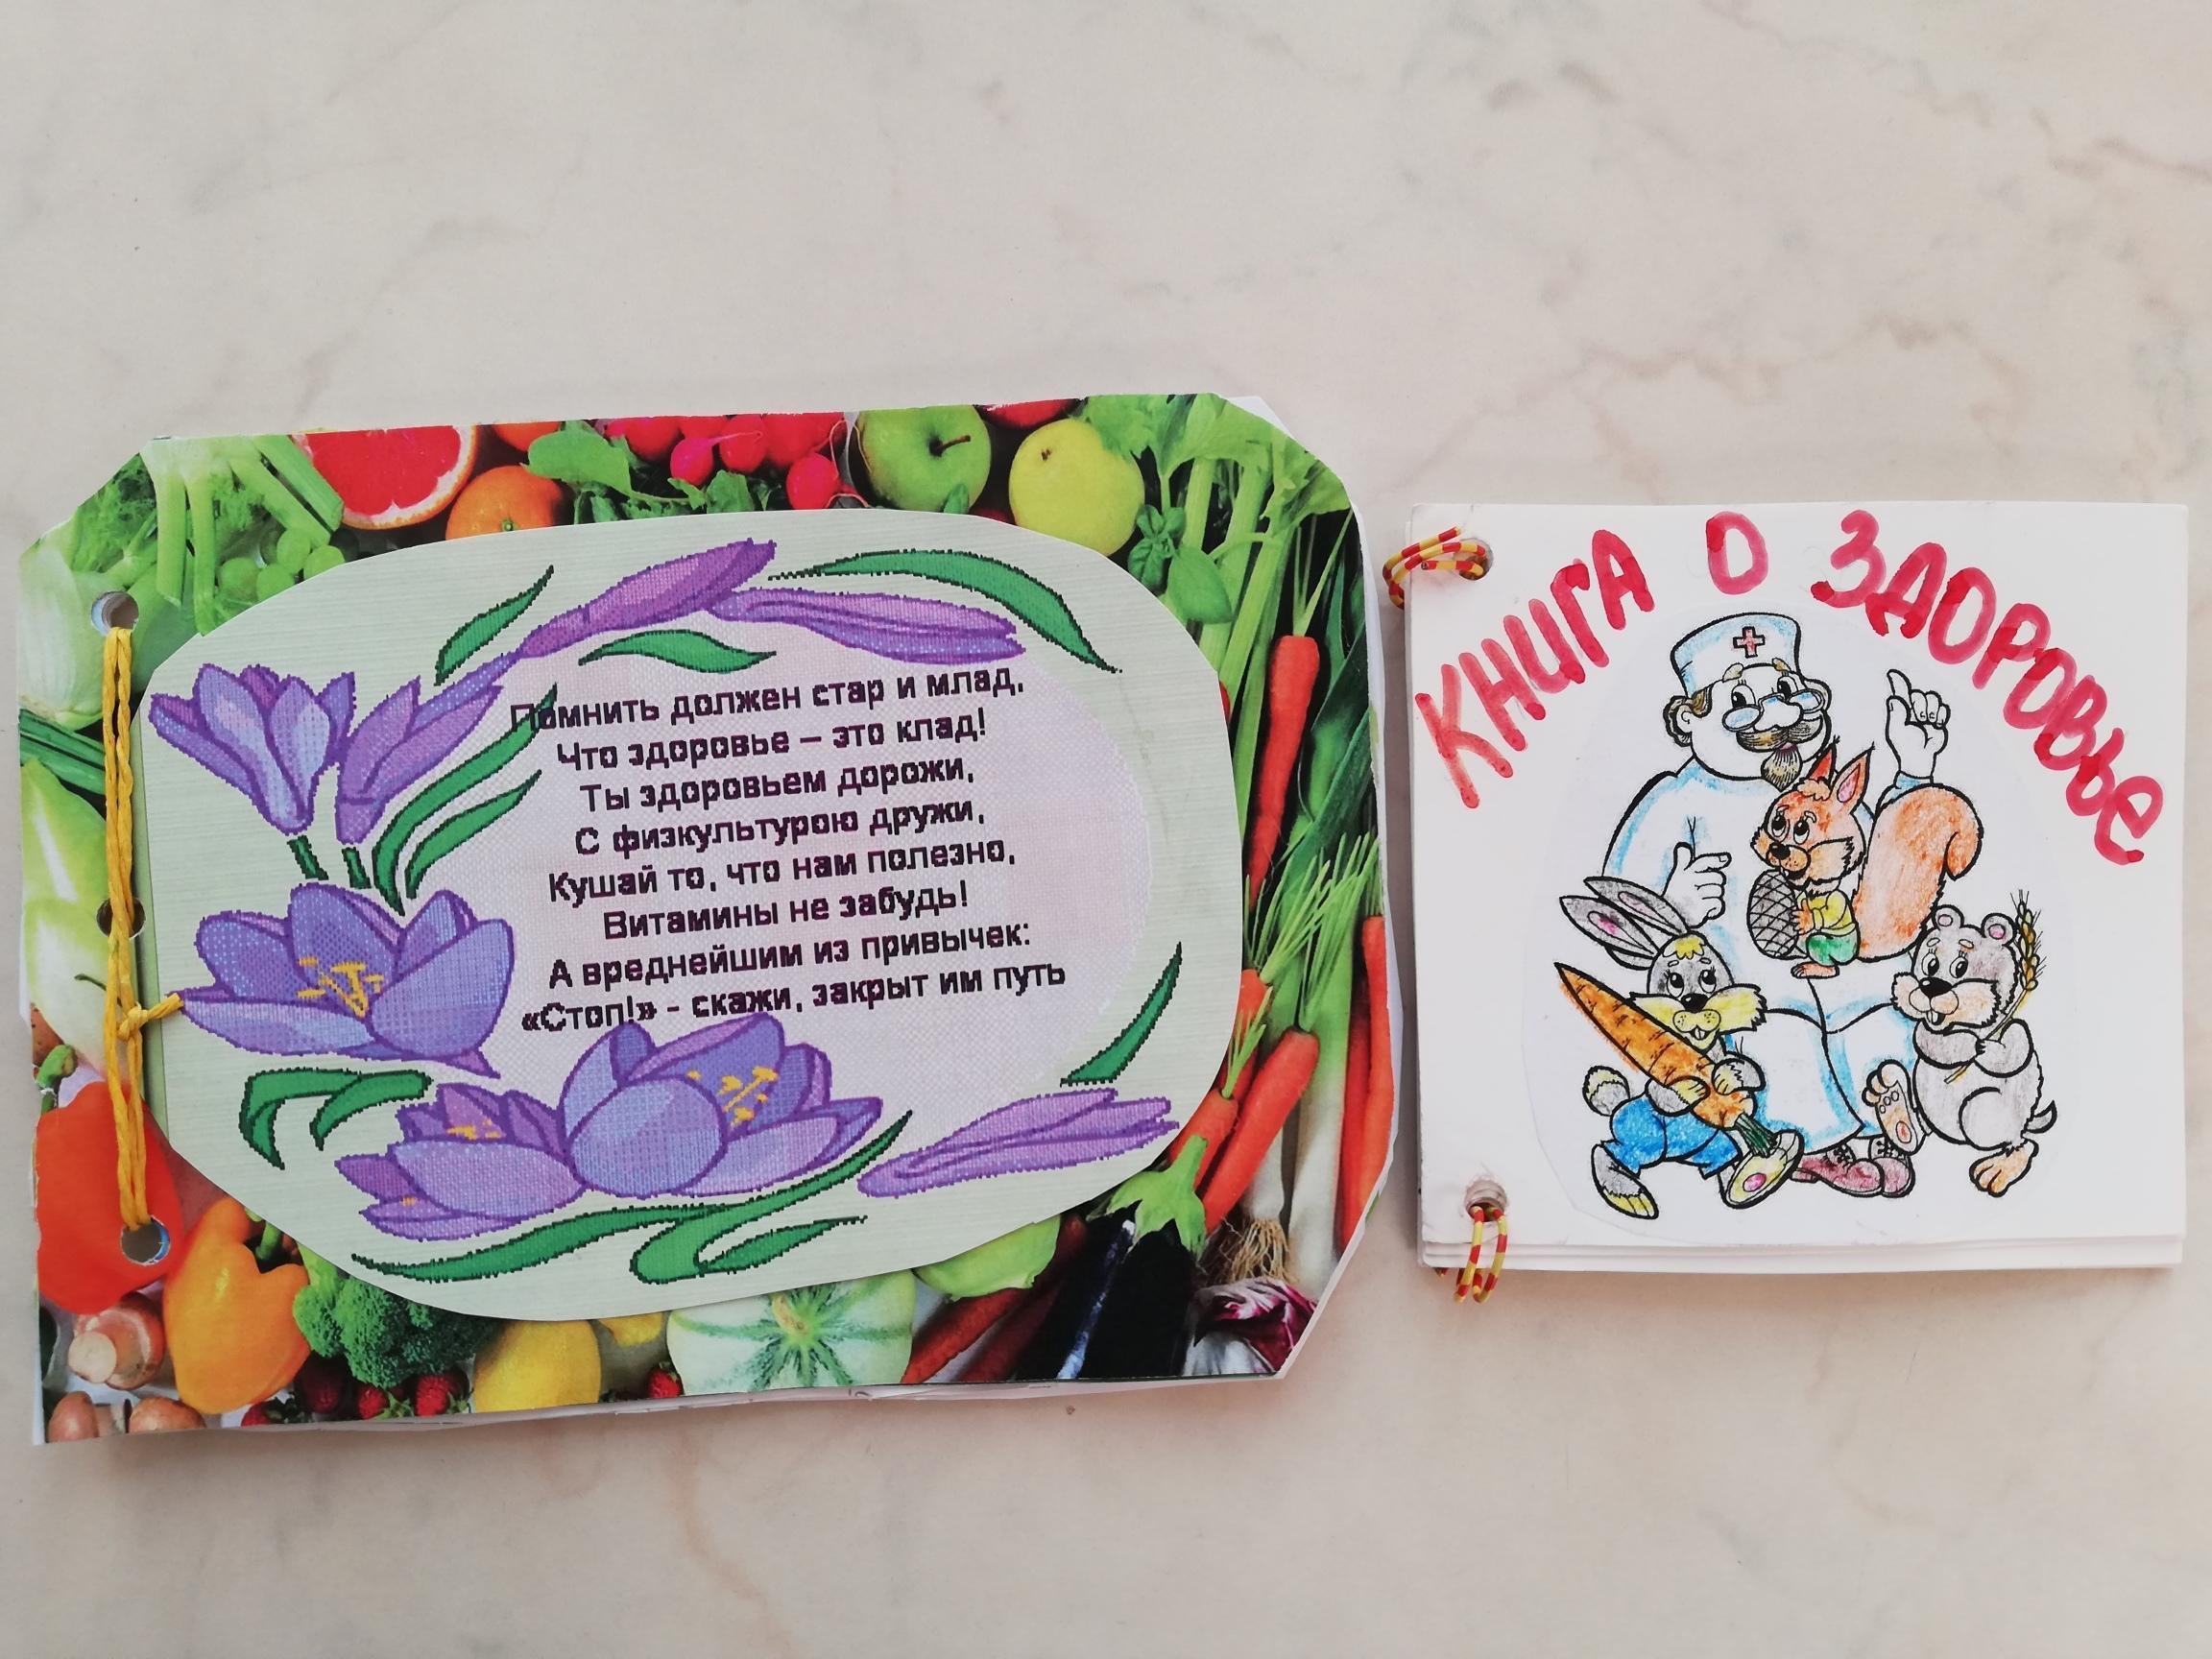 Помнить должен стар и млад,
Что здоровье – это клад!
Ты здоровьем дорожи,
С физкультурою дружи,
Кушай то, что нам полезно,
Витамины не забудь!
А вреднейшим из привычек:
«Стоп!» - скажи, закрыт им путь
КНИГА О ЗДОРОВЬЕ